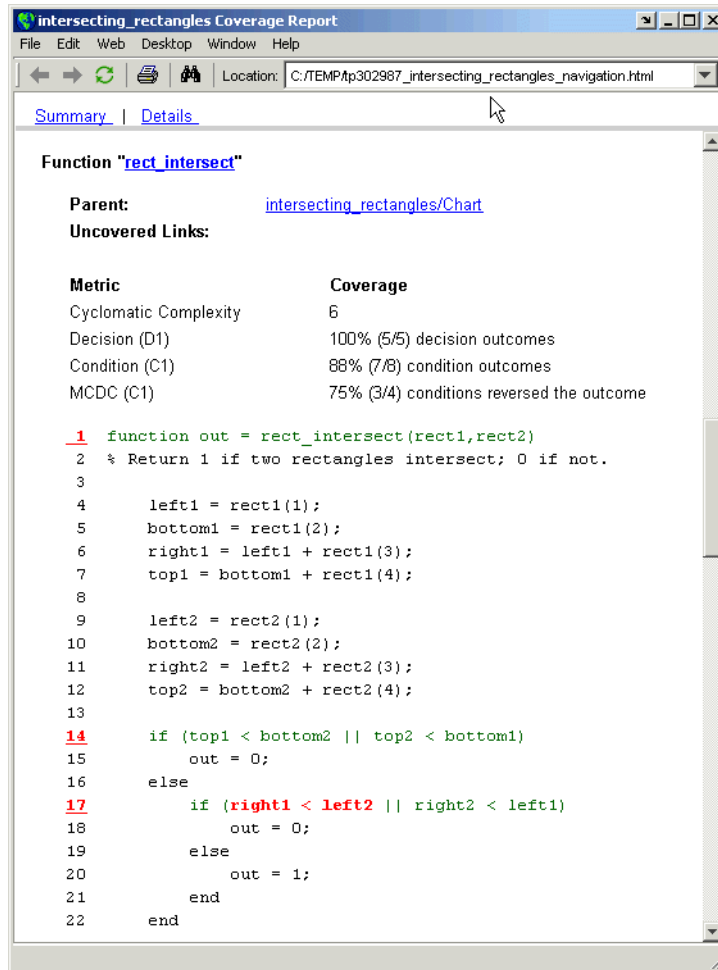 intersecting_rectangles Coverage Report
File Edit Web Desktop Window Help
Location: C:/TEMP/tp302987_intersecting_rectangles_navigation.html
Summary | Details
Function "rect_intersect"
Parent: intersecting_rectangles/Chart
Uncovered Links:
Metric Coverage
Cyclomatic Complexity 6
Decision (D1) 100% (5/5) decision outcomes
Condition (C1) 88% (7/8) condition outcomes
MCDC (C1) 75% (3/4) conditions reversed the outcome
1 function out = rect_intersect(rect1,rect2)
2 % Return 1 if two rectangles intersect; 0 if not.
3
4 left1 = rect1(1);
5 bottom1 = rect1(2);
6 right1 = left1 + rect1(3);
7 top1 = bottom1 + rect1(4);
8
9 left2 = rect2(1);
10 bottom2 = rect2(2);
11 right2 = left2 + rect2(3);
12 top2 = bottom2 + rect2(4);
13
14 if (top1 < bottom2 || top2 < bottom1)
15 out = 0;
16 else
17 if (right1 < left2 || right2 < left1)
18 out = 0;
19 else
20 out = 1;
21 end
22 end